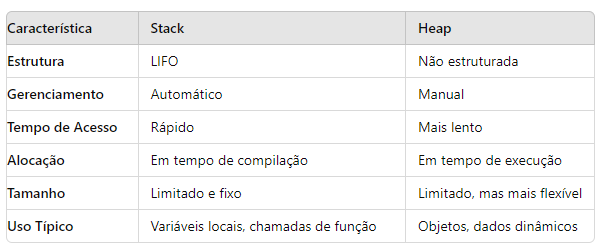 Característica Stack Heap
Estrutura LIFO Não estruturada
Gerenciamento Automático Manual
Tempo de Acesso Rápido Mais lento
Alocação Em tempo de compilação Em tempo de execução
Tamanho Limitado e fixo Limitado, mas mais flexível
Uso Típico Variáveis locais, chamadas de função Objetos, dados dinâmicos